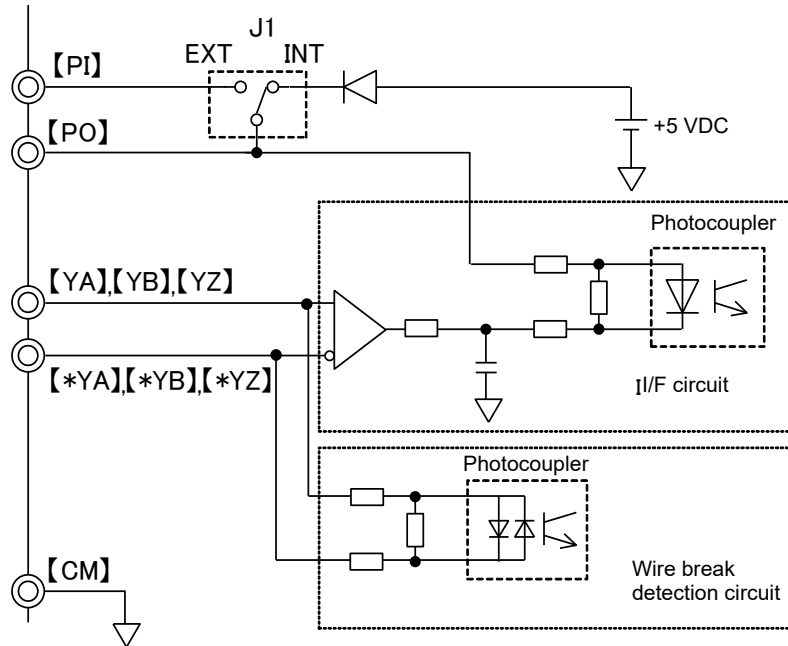 J1
EXT INT
【PI】
【PO】
+5 VDC
Photocoupler
【YA】,【YB】,【YZ】
【*YA】,【*YB】,【*YZ】
II/F circuit
Photocoupler
Wire break
detection circuit
【CM】